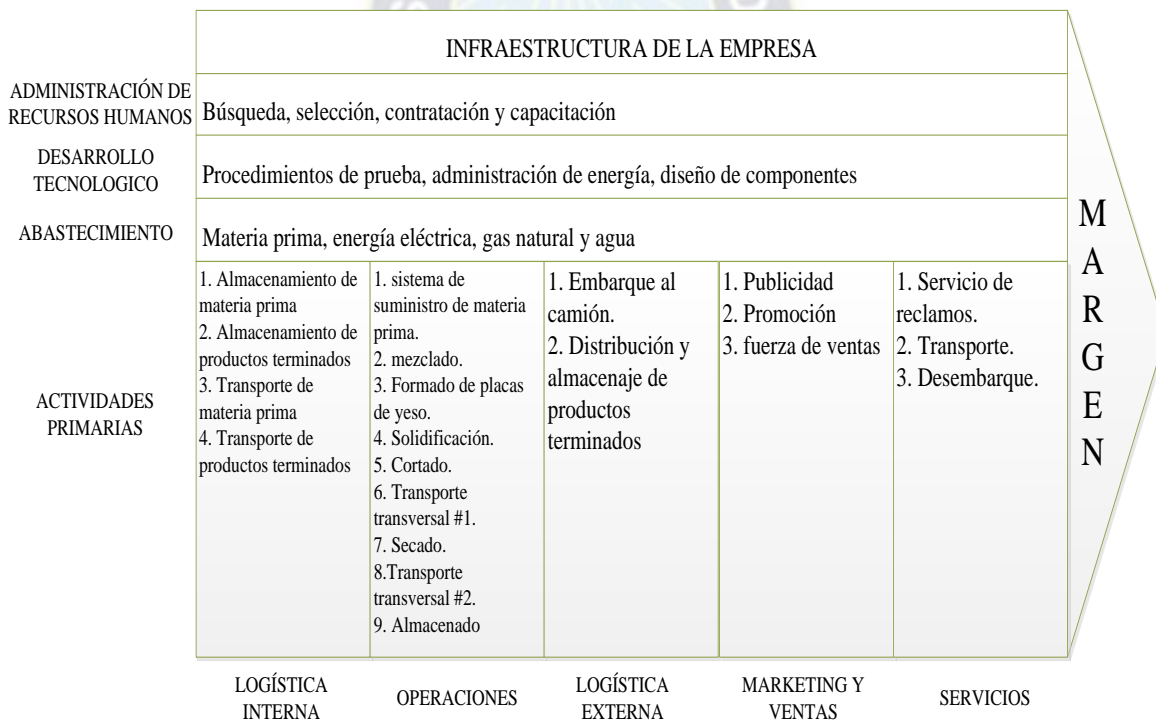 INFRAESTRUCTURA DE LA EMPRESA
ADMINISTRACIÓN DE
RECURSOS HUMANOS
Búsqueda, selección, contratación y capacitación
DESARROLLO
TECNOLOGICO
Procedimientos de prueba, administración de energía, diseño de componentes
ABASTECIMIENTO
Materia prima, energía eléctrica, gas natural y agua
ACTIVIDADES
PRIMARIAS
1. Almacenamiento de
materia prima
2. Almacenamiento de
productos terminados
3. Transporte de
materia prima
4. Transporte de
productos terminados
1. sistema de
suministro de materia
prima.
2. mezclado.
3. Formado de placas
de yeso.
4. Solidificación.
5. Cortado.
6. Transporte
transversal #1.
7. Secado.
8.Transporte
transversal #2.
9. Almacenado
1. Embarque al
camión.
2. Distribución y
almacenaje de
productos
terminados
1. Publicidad
2. Promoción
3. fuerza de ventas
1. Servicio de
reclamos.
2. Transporte.
3. Desembarque.
M
A
R
G
E
N
LOGÍSTICA
INTERNA
OPERACIONES
LOGÍSTICA
EXTERNA
MARKETING Y
VENTAS
SERVICIOS